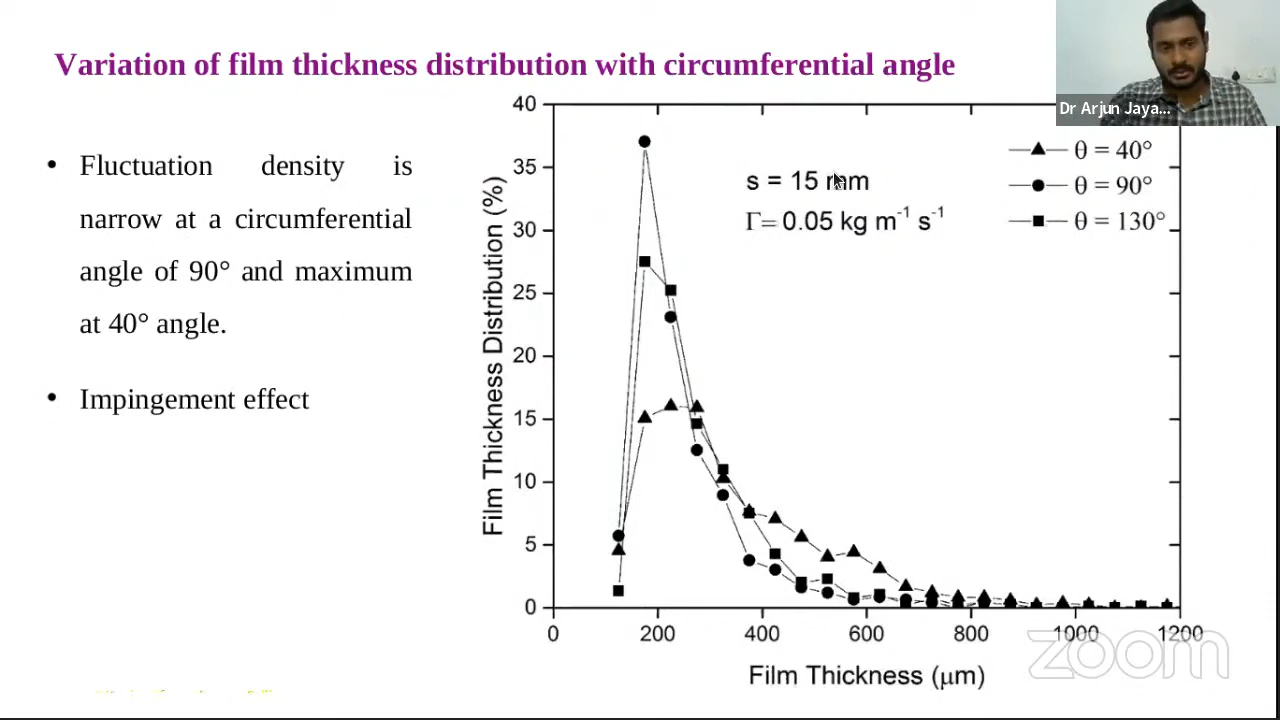 Variation of film thickness distribution with circumferential angle
Dr Arjun Jaya...
• Fluctuation density is
narrow at a circumferential
angle of 90° and maximum
at 40° angle.
• Impingement effect
Film Thickness Distribution (%)
40
35
30
25
20
15
10
5
0
s = 15 mm
Γ= 0.05 kg m⁻¹ s⁻¹
θ = 40°
θ = 90°
θ = 130°
0 200 400 600 800 1000 1200
Film Thickness (μm)
zoom